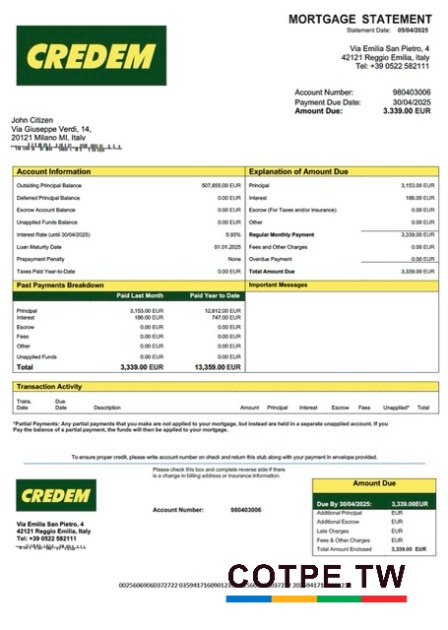 CREDEM
MORTGAGE STATEMENT
Statement Date: 05/04/2025
Via Emilia San Pietro, 4
42121 Reggio Emilia, Italy
Tel: +39 0522 582111
Account Number: 980403006
Payment Due Date: 30/04/2025
Amount Due: 3.339.00 EUR
John Citizen
Via Giuseppe Verdi, 14,
20121 Milano MI, Italy
Account Information
Outsiding Principal Balance 507,855.00 EUR
Deferred Principal Balance 0.00 EUR
Escrow Account Balance 0.00 EUR
Unapplied Funds Balance 0.00 EUR
Interest Rate (until 30/04/2025) 5.93%
Loan Maturity Date 01.01.2025
Prepayment Penalty None
Taxes Paid Year-to-Date 0.00 EUR
Explanation of Amount Due
Principal 3,153.00 EUR
Interest 186.00 EUR
Escrow (For Taxes and/or insurance) 0.00 EUR
Other 0.00 EUR
Regular Monthly Payment 3,339.00 EUR
Fees and Other Charges 0.00 EUR
Overdue Payment 0.00 EUR
Total Amount Due 3,339.00 EUR
Past Payments Breakdown
Paid Last Month Paid Year to Date
Principal 3,153.00 EUR 12,612.00 EUR
Interest 186.00 EUR 747.00 EUR
Escrow 0.00 EUR 0.00 EUR
Fees 0.00 EUR 0.00 EUR
Other 0.00 EUR 0.00 EUR
Unapplied Funds 0.00 EUR 0.00 EUR
Total 3,339.00 EUR 13,359.00 EUR
Important Messages
Transaction Activity
Trans. Date Due Date Description Amount Principal Interest Escrow Fees Unapplied* Total
*Partial Payments: Any partial payments that you make are not applied to your mortgage, but instead are held in a separate unapplied account. If you
Pay the balance of a partial payment, the funds will then be applied to your mortgage.
To ensure proper credit, please write account number on check and return this stub along with your payment in envelope provided.
Please check this box and complete reverse side if there
is a change in billing address or insurance information.
CREDEM
Via Emilia San Pietro, 4
42121 Reggio Emilia, Italy
Tel: +39 0522 582111
Account Number: 980403006
Amount Due
Due By 30/04/2025: 3,339.00EUR
Additional Principal EUR
Additional Escrow EUR
Late Charges EUR
Fees & Other Charges EUR
Total Amount Enclosed 3,339.00 EUR
COTPE.TW